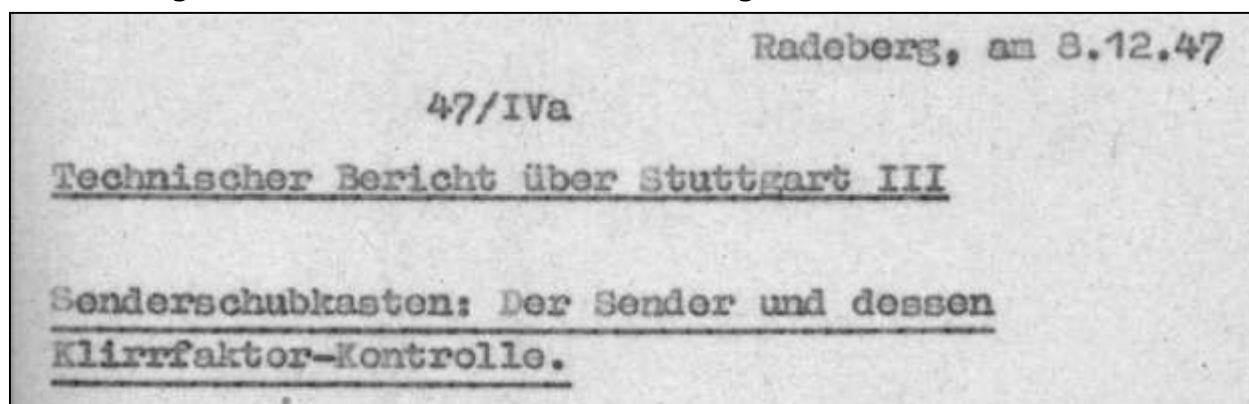 Radeberg, am 8.12.47
47/IVa
Technischer Bericht über Stuttgart III
Senderschubkasten: Der Sender und dessen
Klirrfaktor-Kontrolle.